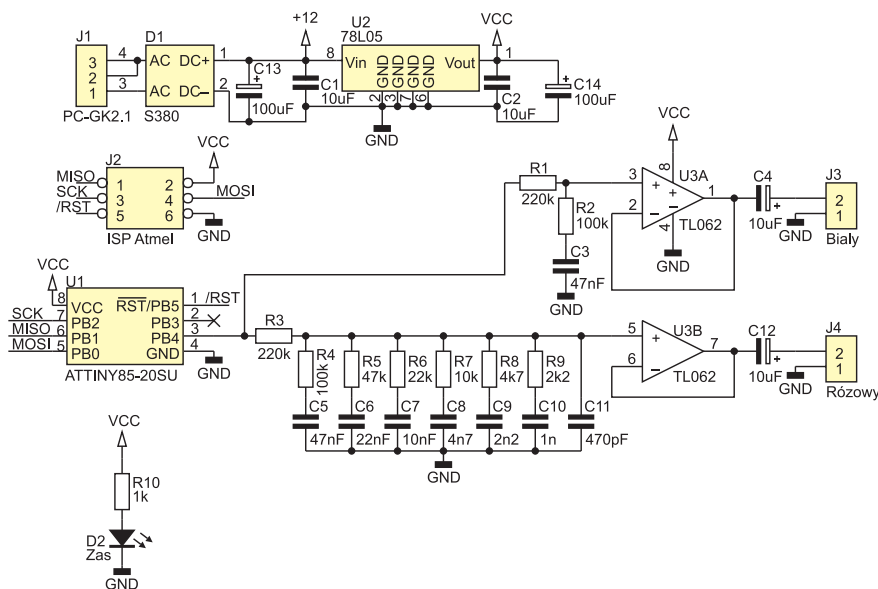 J1
3
2
1
4
3
PC-GK2.1
D1
AC DC+
AC DC–
1
2
S380
C13
100uF
+12
C1
10uF
U2
78L05
8
Vin
Vout
GND
GND
GND
GND
2
3
7
6
1
GND
VCC
C2
10uF
C14
100uF
J2
MISO
SCK
/RST
1
3
5
2
4
6
VCC
MOSI
GND
ISP Atmel
VCC
U1
8
7
6
5
SCK
MISO
MOSI
VCC
PB2
PB1
PB0
RST/PB5
PB3
PB4
GND
1
2
3
4
/RST
GND
ATTINY85-20SU
R1
220k
R2
100k
C3
47nF
GND
VCC
8
3
2
1
4
U3A
TL062
GND
C4
10uF
J3
2
1
GND
Bialy
R3
220k
R4
100k
R5
47k
R6
22k
R7
10k
R8
4k7
R9
2k2
C5
47nF
C6
22nF
C7
10nF
C8
4n7
C9
2n2
C10
1n
C11
470pF
GND
5
6
7
U3B
TL062
C12
10uF
J4
2
1
GND
Rózowy
VCC
R10
1k
D2
Zas
GND